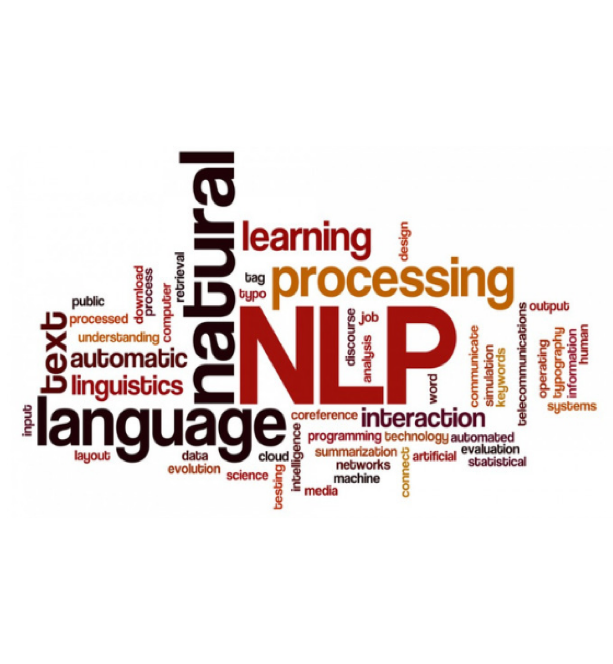 natural
learning
design
processing
tag
typo
retrieval
download
process
computer
public
processed
understanding
text
automatic
linguistics
NLP
discourse
job
analysis
word
communicate
simulation
keywords
telecommunications
output
operating
typography
information
human
systems
input
language
coreference
interaction
layout
data
evolution
cloud
science
testing
intelligence
programming
technology
automated
summarization
networks
machine
media
connect
artificial
evaluation
statistical